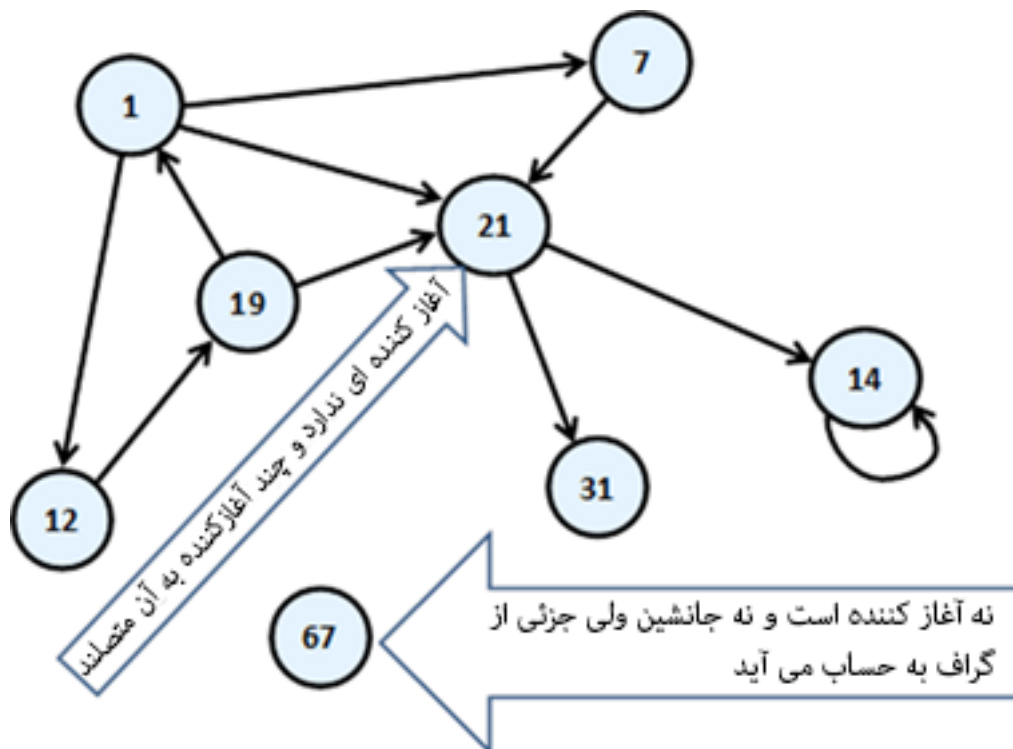 1
7
21
19
14
12
31
67
آغاز کننده ای ندارد و چند آغازکننده به آن متصلند
نه آغاز کننده است و نه جانشین ولی جزئی از
گراف به حساب می آید